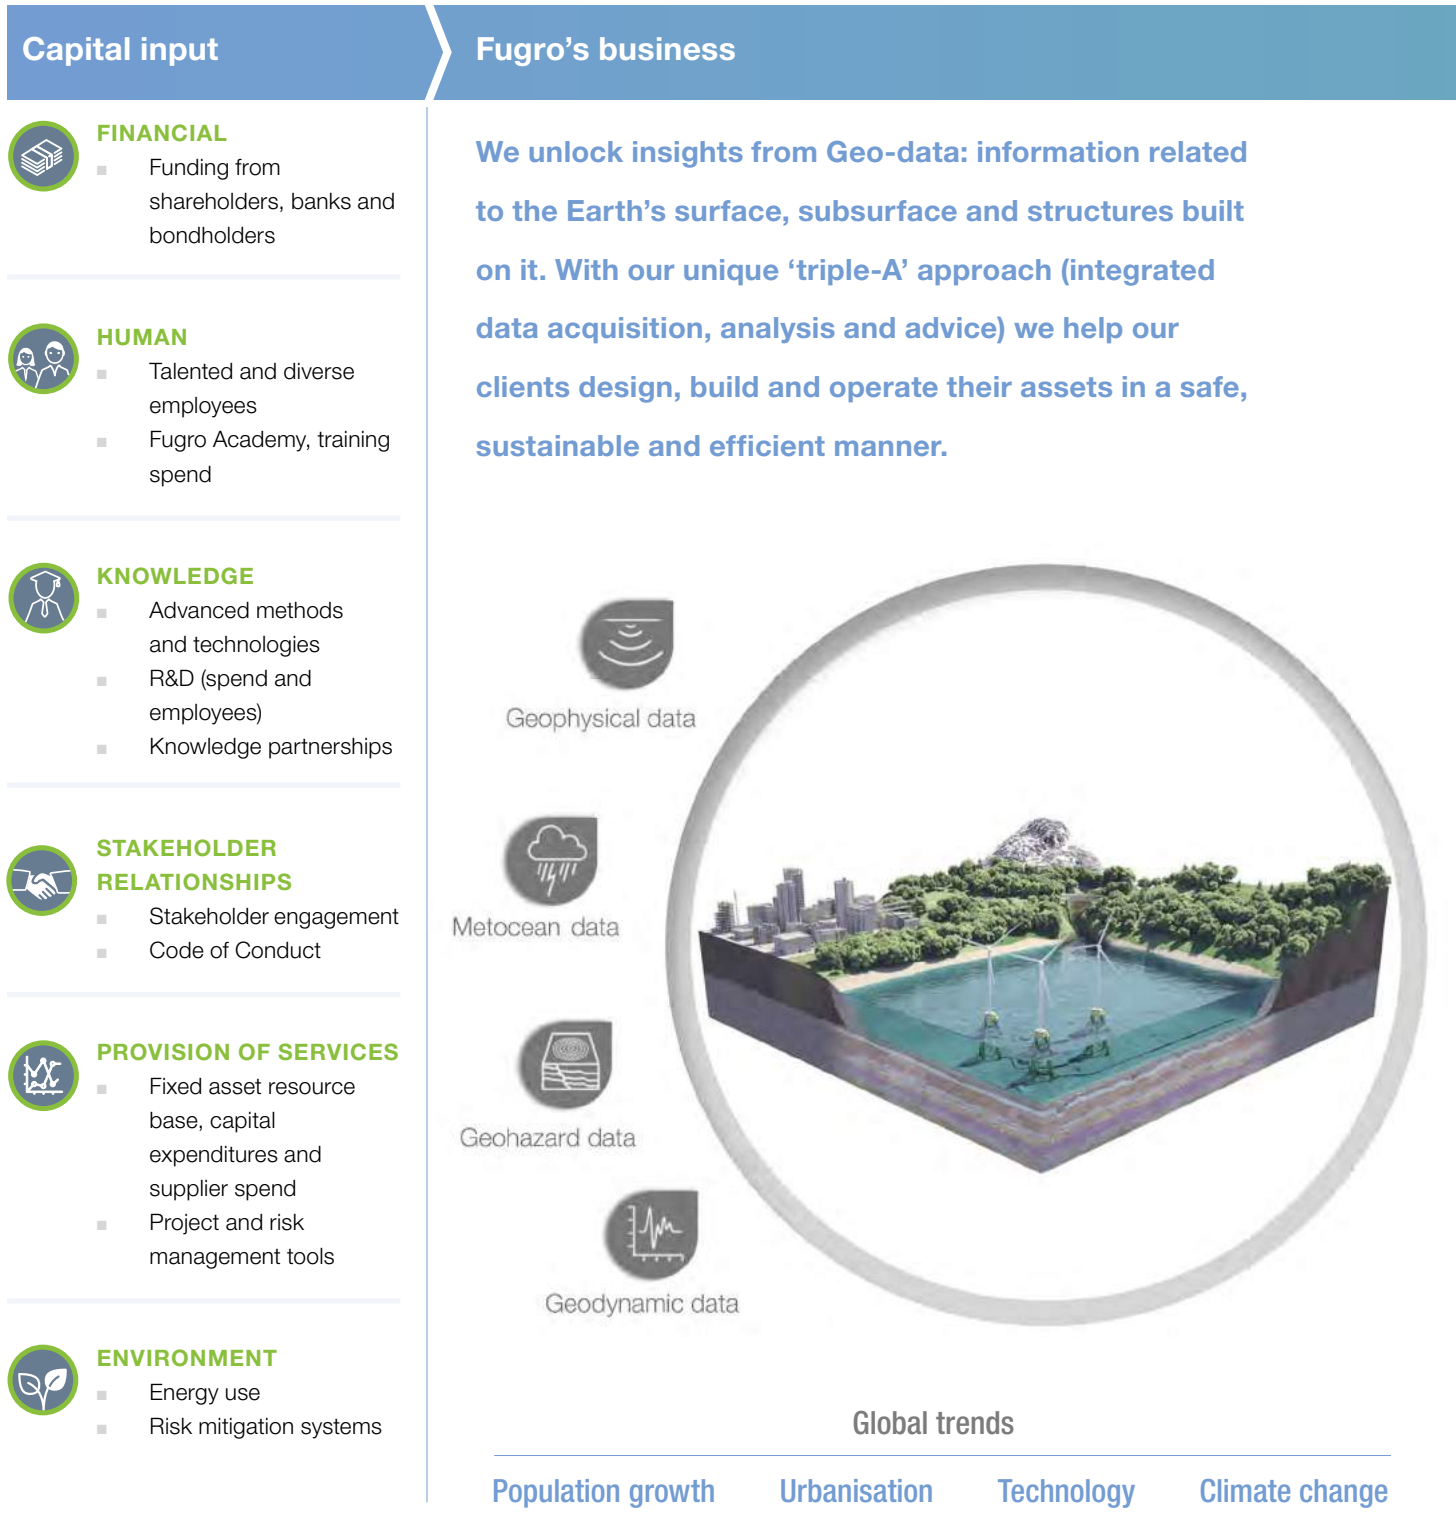 Capital input
Fugro’s business
FINANCIAL
■ Funding from
shareholders, banks and
bondholders
HUMAN
■ Talented and diverse
employees
■ Fugro Academy, training
spend
KNOWLEDGE
■ Advanced methods
and technologies
■ R&D (spend and
employees)
■ Knowledge partnerships
STAKEHOLDER
RELATIONSHIPS
■ Stakeholder engagement
■ Code of Conduct
PROVISION OF SERVICES
■ Fixed asset resource
base, capital
expenditures and
supplier spend
■ Project and risk
management tools
ENVIRONMENT
■ Energy use
■ Risk mitigation systems
We unlock insights from Geo-data: information related
to the Earth’s surface, subsurface and structures built
on it. With our unique ‘triple-A’ approach (integrated
data acquisition, analysis and advice) we help our
clients design, build and operate their assets in a safe,
sustainable and efficient manner.
Geophysical data
Metocean data
Geohazard data
Geodynamic data
Global trends
Population growth Urbanisation Technology Climate change